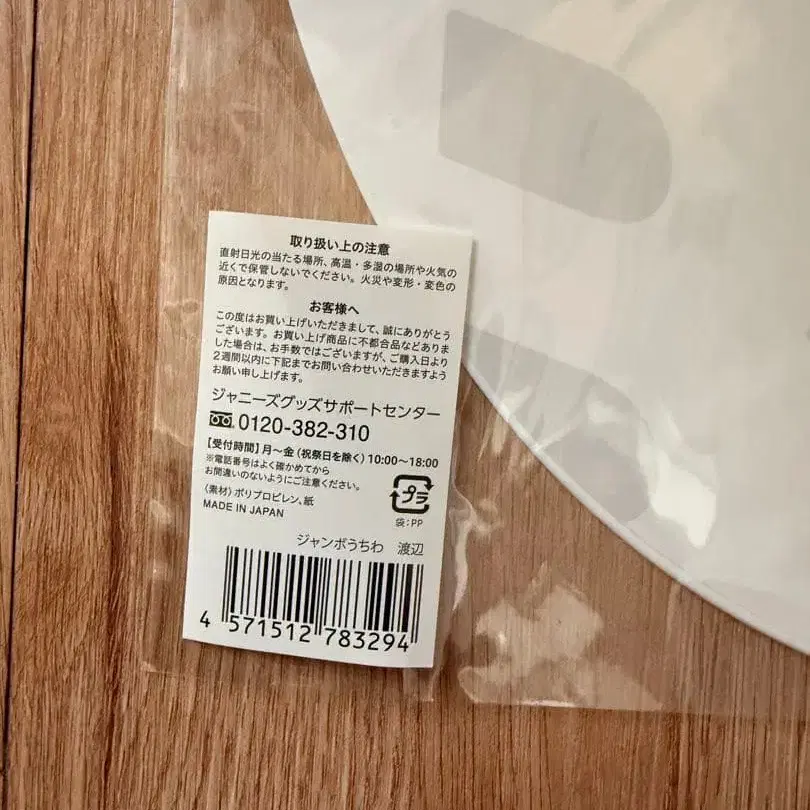 取り扱い上の注意
直射日光の当たる場所、高温・多湿の場所や火気の
近くで保管しないでください。火災や変形・変色の
原因となります。
お客様へ
この度はお買い上げいただきまして、誠にありがとう
ございます。お買い上げ商品に不都合品などありま
した場合は、お手数ではございますが、ご購入日より
2週間以内に下記までお問い合わせいただきますよう
お願い申し上げます。
ジャニーズグッズサポートセンター
0120-382-310
【受付時間】月〜金(祝祭日を除く)10:00〜18:00
※電話番号はよく確かめてから
お間違いのないようにご注意ください。
〈素材〉ポリプロピレン、紙
MADE IN JAPAN
プラ
袋:PP
ジャンボうちわ 渡辺
4 571512 783294